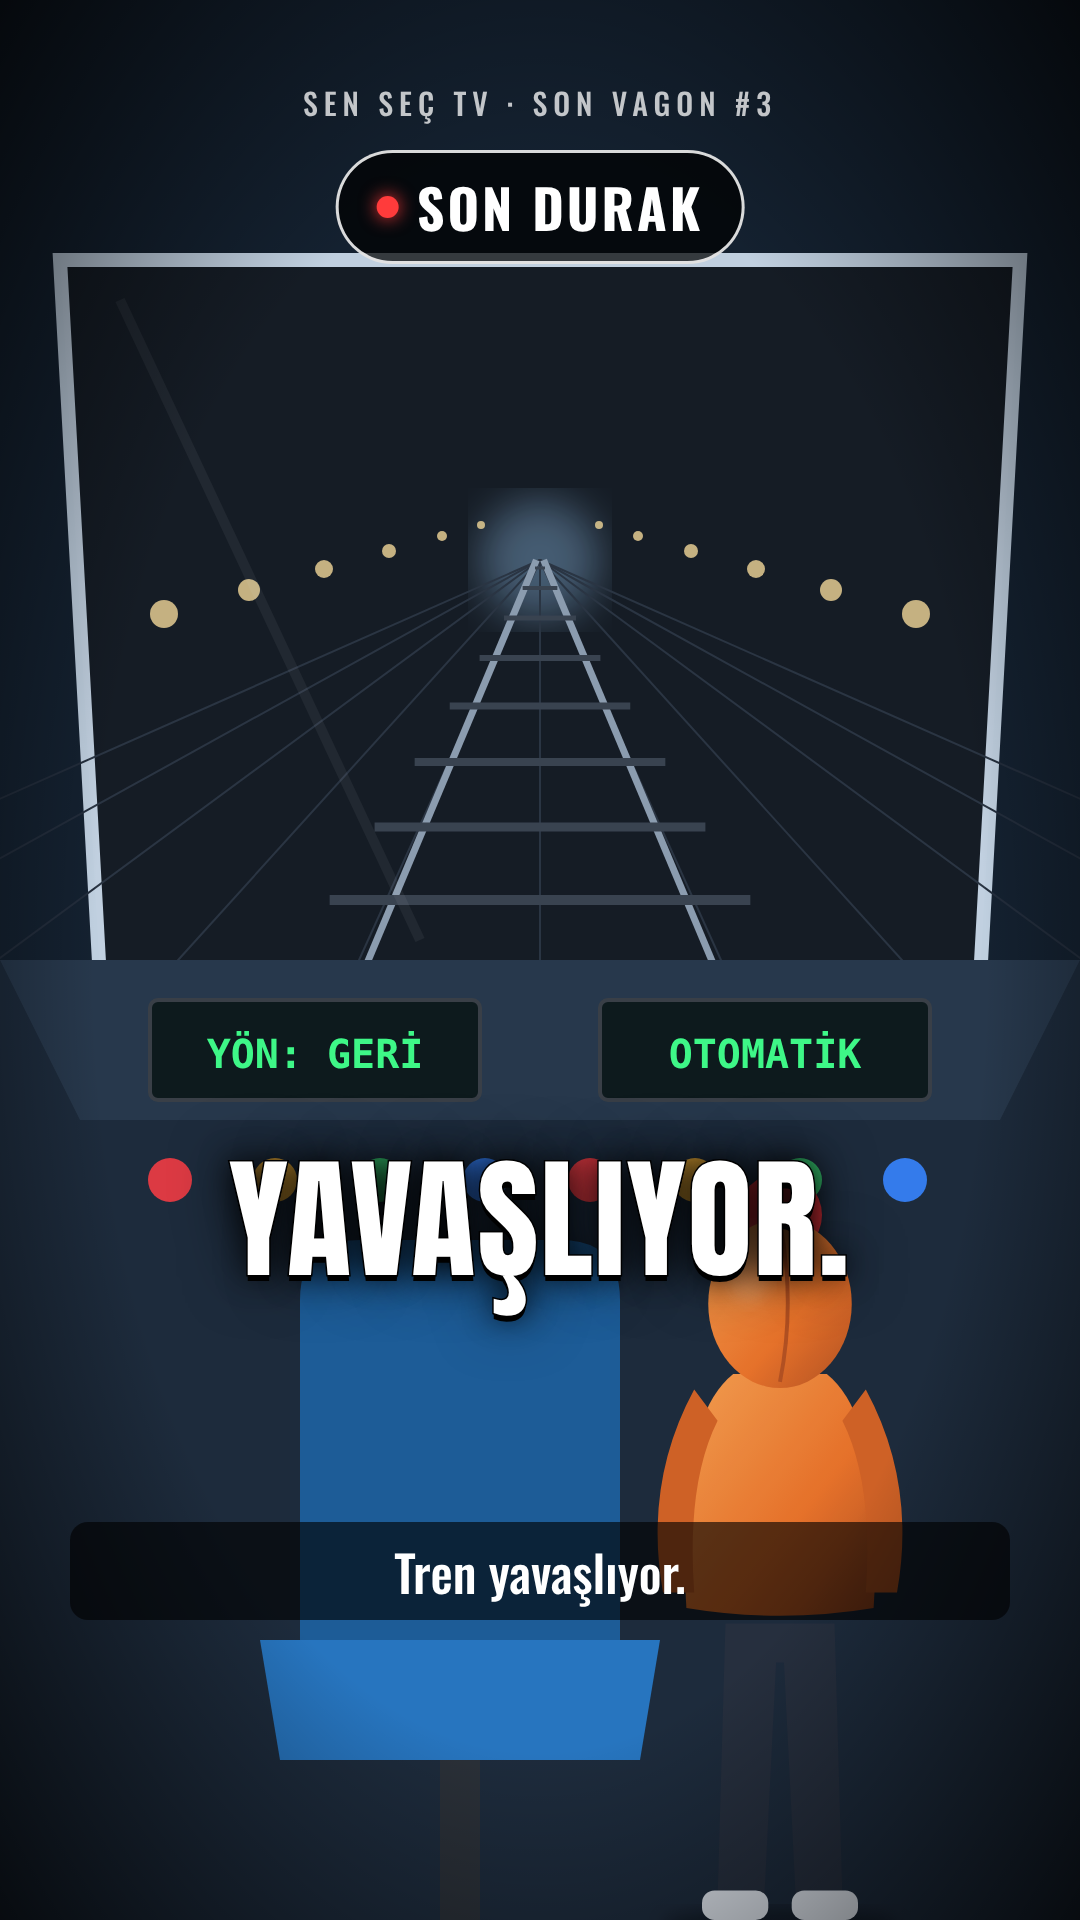 SEN SEÇ TV · SON VAGON #3
SON DURAK
YÖN: GERİ
OTOMATİK
YAVAŞLIYOR.
Tren yavaşlıyor.